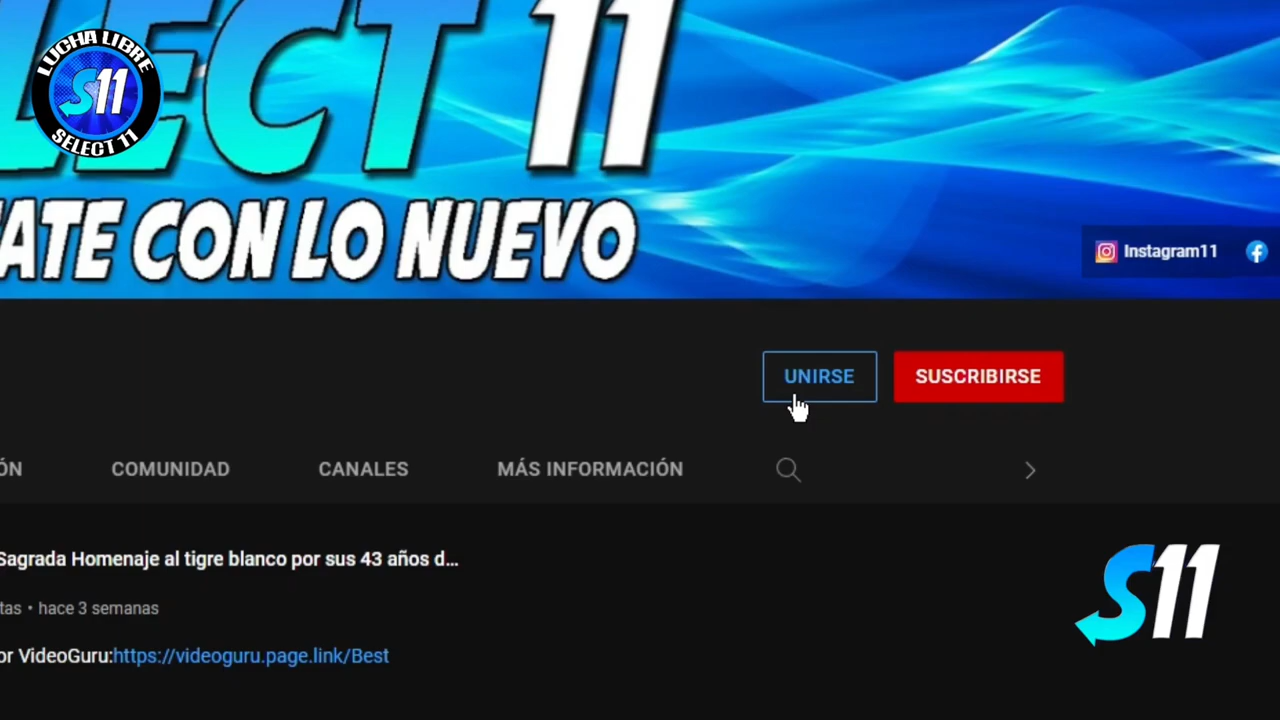 LECT 11
LUCHA LIBRE
S11
SELECT 11
ATE CON LO NUEVO
Instagram11
UNIRSE
SUSCRIBIRSE
ÓN
COMUNIDAD
CANALES
MÁS INFORMACIÓN
Sagrada Homenaje al tigre blanco por sus 43 años d...
tas • hace 3 semanas
or VideoGuru:https://videoguru.page.link/Best
S11